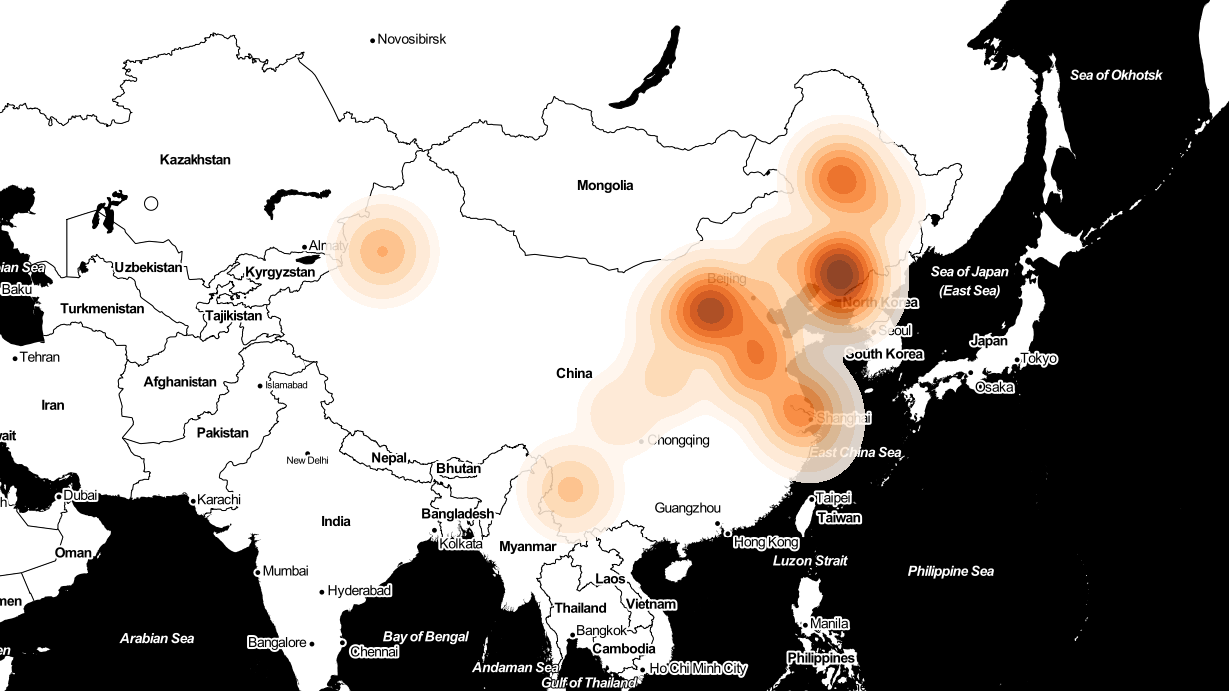 Novosibirsk
Sea of Okhotsk
Kazakhstan
Mongolia
Almaty
Uzbekistan
Kyrgyzstan
ian Sea
Baku
Turkmenistan
Tajikistan
Beijing
Sea of Japan
(East Sea)
North Korea
Seoul
South Korea
Japan
Tokyo
Osaka
Tehran
Afghanistan
Islamabad
China
Iran
Pakistan
Shanghai
wait
Chongqing
East China Sea
New Delhi
Nepal
Bhutan
Dubai
Karachi
Bangladesh
India
Kolkata
Guangzhou
Taipei
Taiwan
Hong Kong
Myanmar
Oman
Luzon Strait
Philippine Sea
Mumbai
Hyderabad
Laos
men
Thailand
Vietnam
Manila
Arabian Sea
Bay of Bengal
Bangkok
Bangalore
Chennai
Cambodia
en
Philippines
Andaman Sea
Ho Chi Minh City
Gulf of Thailand